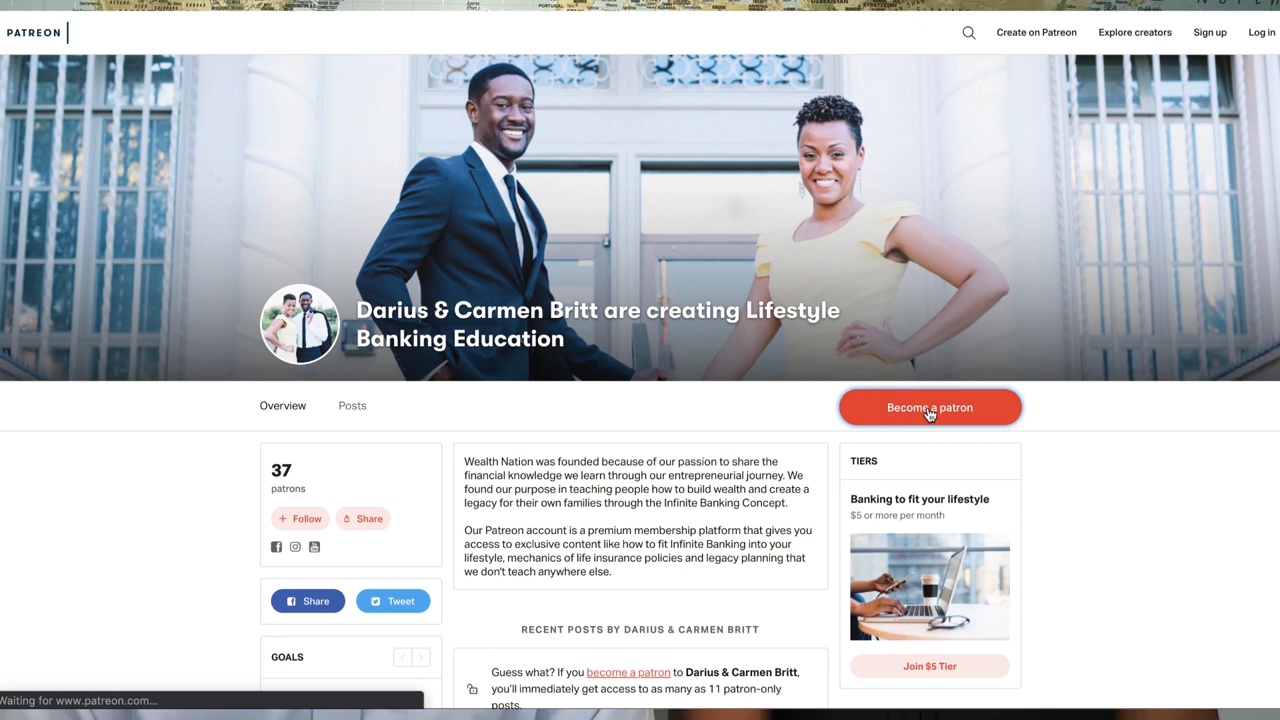 PATREON
Create on Patreon
Explore creators
Sign up
Log in
Darius & Carmen Britt are creating Lifestyle
Banking Education
Overview
Posts
Become a patron
37
patrons
Follow
Share
Share
Tweet
GOALS
Wealth Nation was founded because of our passion to share the
financial knowledge we learn through our entrepreneurial journey. We
found our purpose in teaching people how to build wealth and create a
legacy for their own families through the Infinite Banking Concept.
Our Patreon account is a premium membership platform that gives you
access to exclusive content like how to fit Infinite Banking into your
lifestyle, mechanics of life insurance policies and legacy planning that
we don't teach anywhere else.
RECENT POSTS BY DARIUS & CARMEN BRITT
Guess what? If you become a patron to Darius & Carmen Britt,
you'll immediately get access to as many as 11 patron-only
posts.
TIERS
Banking to fit your lifestyle
$5 or more per month
Join $5 Tier
Waiting for www.patreon.com...